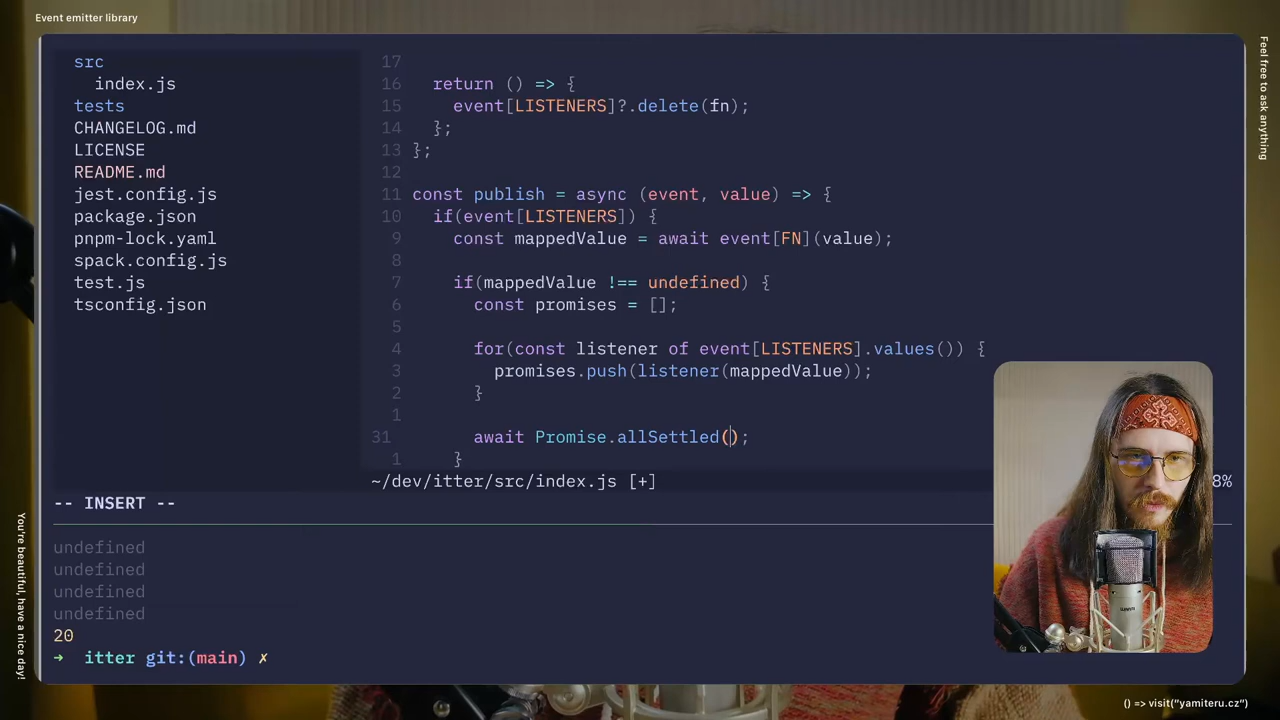 Event emitter library
src
index.js
tests
CHANGELOG.md
LICENSE
README.md
jest.config.js
package.json
pnpm-lock.yaml
spack.config.js
test.js
tsconfig.json
17
16 return () => {
15 event[LISTENERS]?.delete(fn);
14 };
13 };
12
11 const publish = async (event, value) => {
10 if(event[LISTENERS]) {
9 const mappedValue = await event[FN](value);
8
7 if(mappedValue !== undefined) {
6 const promises = [];
5
4 for(const listener of event[LISTENERS].values()) {
3 promises.push(listener(mappedValue));
2 }
1
31 await Promise.allSettled();
1 }
~/dev/itter/src/index.js [+]
8%
-- INSERT --
undefined
undefined
undefined
undefined
20
➜ itter git:(main) ✗
Feel free to ask anything
You're beautiful, have a nice day!
() => visit("yamiteru.cz")